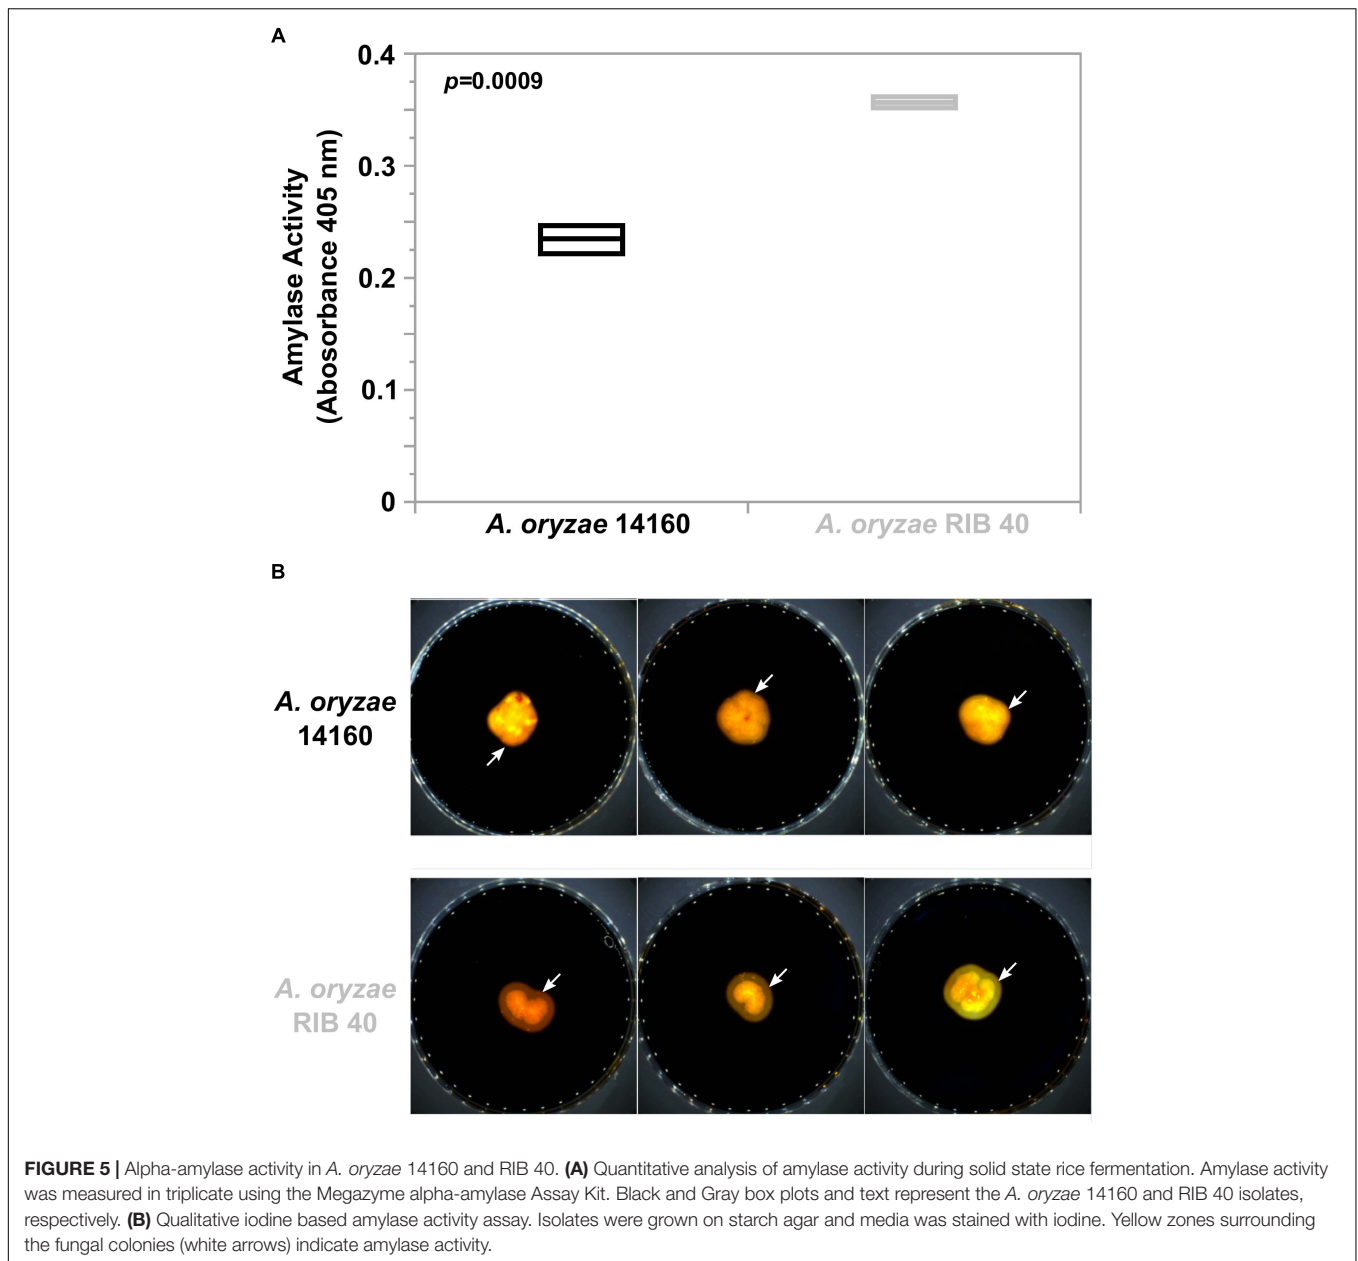 A
0.4
p=0.0009
0.3
0.2
0.1
0
Amylase Activity
(Abosorbance 405 nm)
A. oryzae 14160
A. oryzae RIB 40
B
A. oryzae
14160
A. oryzae
RIB 40
FIGURE 5 | Alpha-amylase activity in A. oryzae 14160 and RIB 40. (A) Quantitative analysis of amylase activity during solid state rice fermentation. Amylase activity
was measured in triplicate using the Megazyme alpha-amylase Assay Kit. Black and Gray box plots and text represent the A. oryzae 14160 and RIB 40 isolates,
respectively. (B) Qualitative iodine based amylase activity assay. Isolates were grown on starch agar and media was stained with iodine. Yellow zones surrounding
the fungal colonies (white arrows) indicate amylase activity.